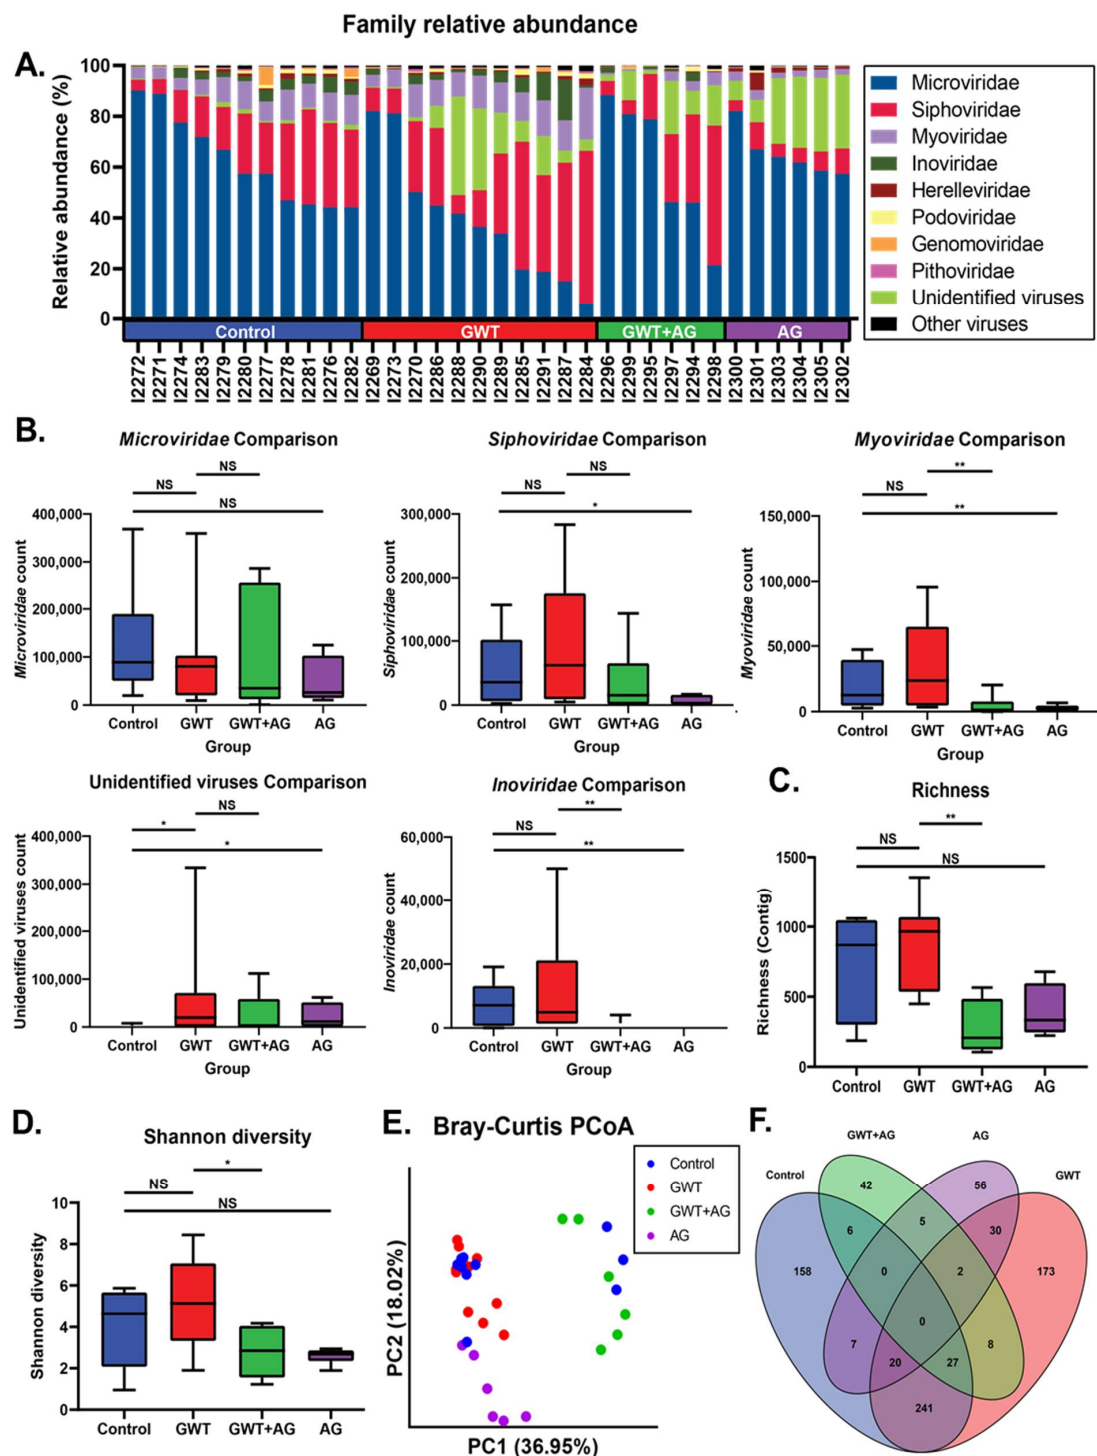 Family relative abundance
A.
Relative abundance (%)
100
80
60
40
20
0
Control
GWT
GWT+AG
AG
I2272
I2271
I2274
I2283
I2279
I2280
I2277
I2278
I2281
I2276
I2282
I2269
I2273
I2270
I2286
I2289
I2290
I2288
I2285
I2291
I2287
I2284
I2296
I2299
I2295
I2297
I2294
I2298
I2300
I2301
I2303
I2304
I2305
I2302
Microviridae
Siphoviridae
Myoviridae
Inoviridae
Herelleviridae
Podoviridae
Genomoviridae
Pithoviridae
Unidentified viruses
Other viruses
B.
Microviridae Comparison
NS
NS
NS
Microviridae count
400,000
300,000
200,000
100,000
0
Control GWT GWT+AG AG
Group
Siphoviridae Comparison
NS
NS
*
Siphoviridae count
300,000
200,000
100,000
0
Control GWT GWT+AG AG
Group
Myoviridae Comparison
**
NS
**
Myoviridae count
150,000
100,000
50,000
0
Control GWT GWT+AG AG
Group
Unidentified viruses Comparison
NS
*
*
Unidentified viruses count
400,000
300,000
200,000
100,000
0
Control GWT GWT+AG AG
Group
Inoviridae Comparison
**
NS
**
Inoviridae count
60,000
40,000
20,000
0
Control GWT GWT+AG AG
Group
C.
Richness
**
NS
NS
Richness (Contig)
1500
1000
500
0
Control GWT GWT+AG AG
D.
Shannon diversity
*
NS
NS
Shannon diversity
10
8
6
4
2
0
Control GWT GWT+AG AG
E.
Bray-Curtis PCoA
Control
GWT
GWT+AG
AG
PC2 (18.02%)
PC1 (36.95%)
F.
GWT+AG
AG
Control
GWT
42
56
6
5
30
158
0
2
173
0
7
20
27
8
241